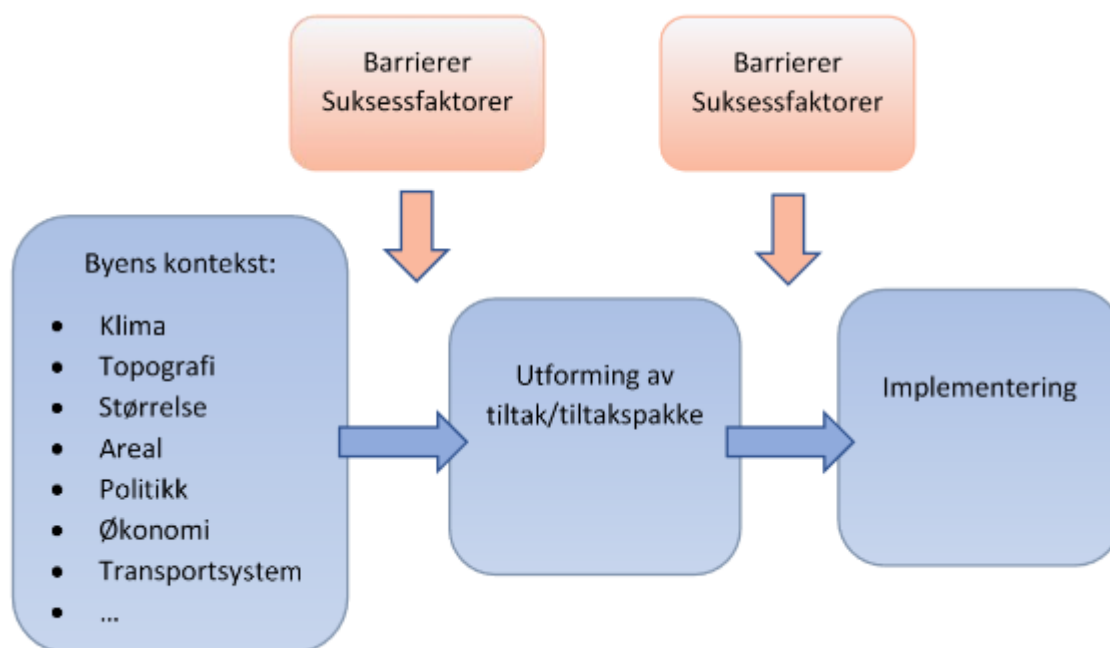 Barrierer
Suksessfaktorer
Barrierer
Suksessfaktorer
Byens kontekst:
• Klima
• Topografi
• Størrelse
• Areal
• Politikk
• Økonomi
• Transportsystem
• ...
Utforming av
tiltak/tiltakspakke
Implementering